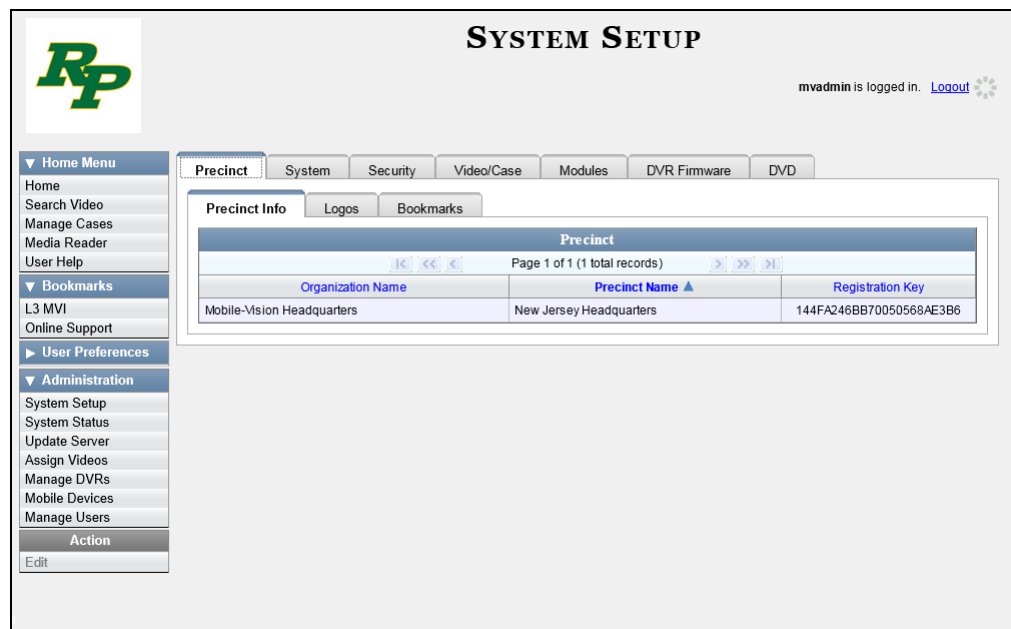 RP
SYSTEM SETUP
mvadmin is logged in. Logout
▼ Home Menu
Home
Search Video
Manage Cases
Media Reader
User Help
▼ Bookmarks
L3 MVI
Online Support
▶ User Preferences
▼ Administration
System Setup
System Status
Update Server
Assign Videos
Manage DVRs
Mobile Devices
Manage Users
Action
Edit
Precinct System Security Video/Case Modules DVR Firmware DVD
Precinct Info Logos Bookmarks
Precinct
Page 1 of 1 (1 total records)
Organization Name Precinct Name ▲ Registration Key
Mobile-Vision Headquarters New Jersey Headquarters 144FA246BB70050568AE3B6